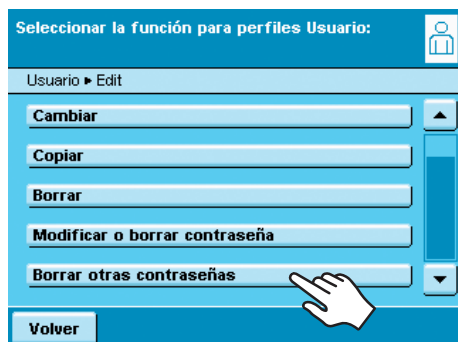 Seleccionar la función para perfiles Usuario:
Usuario ▸ Edit
Cambiar
Copiar
Borrar
Modificar o borrar contraseña
Borrar otras contraseñas
Volver